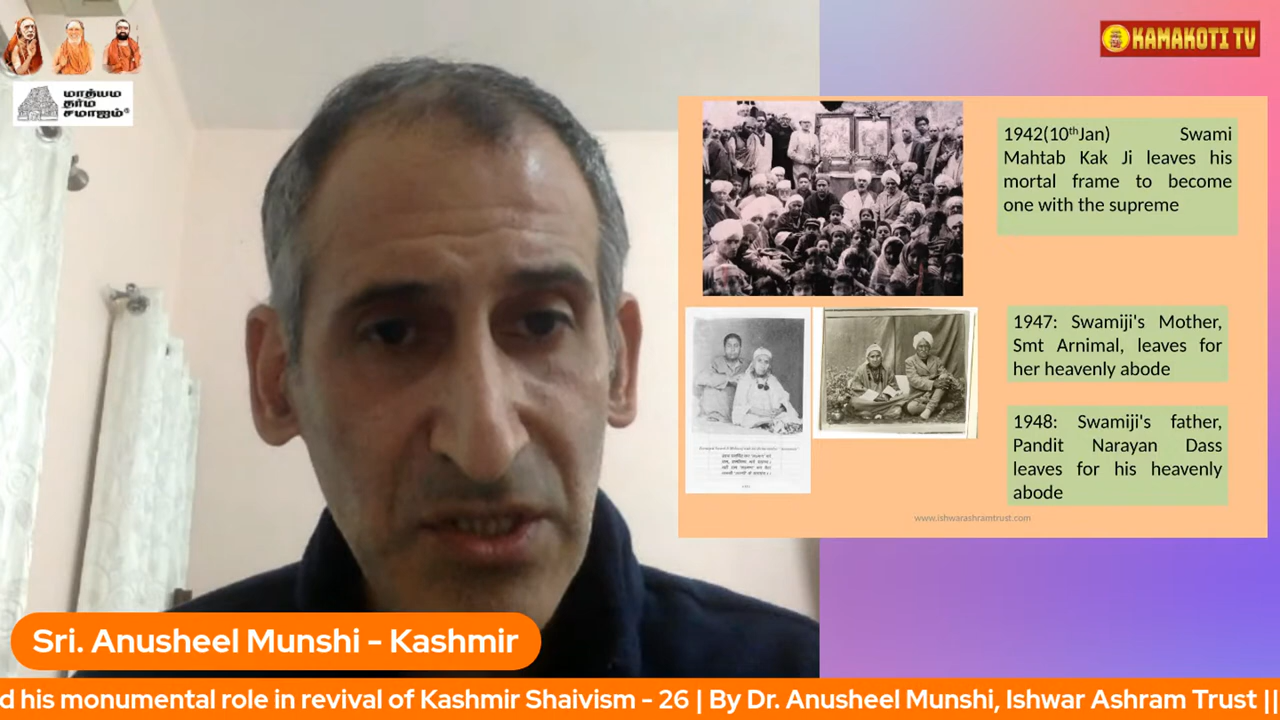 மாத்யம
தர்ம
சமாஜம்®
KAMAKOTI TV
1942(10thJan) Swami
Mahtab Kak Ji leaves his
mortal frame to become
one with the supreme
1947: Swamiji's Mother,
Smt Arnimal, leaves for
her heavenly abode
1948: Swamiji's father,
Pandit Narayan Dass
leaves for his heavenly
abode
www.ishwarashramtrust.com
Sri. Anusheel Munshi - Kashmir
d his monumental role in revival of Kashmir Shaivism - 26 | By Dr. Anusheel Munshi, Ishwar Ashram Trust ||